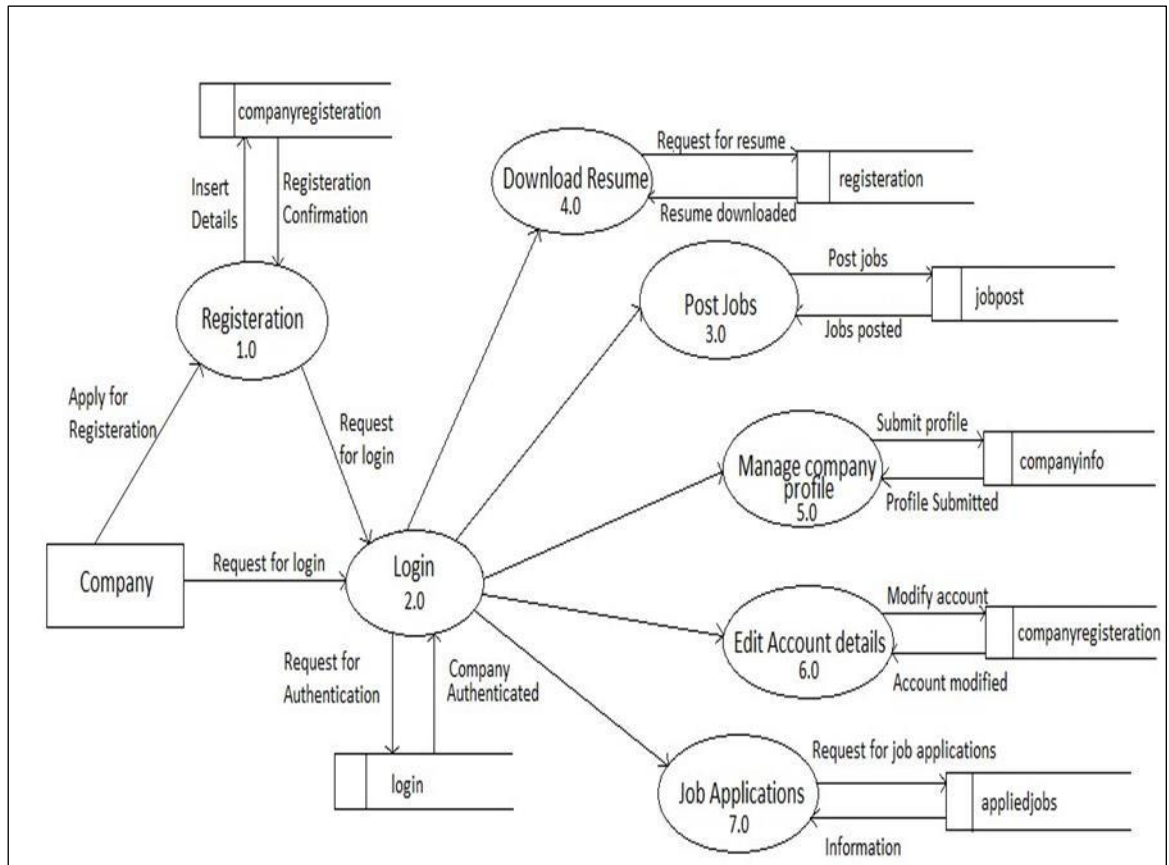 companyregisteration
Insert
Details
Registeration
Confirmation
Registeration
1.0
Apply for
Registeration
Request
for login
Company
Request for login
Login
2.0
Request for
Authentication
Company
Authenticated
login
Download Resume
4.0
Request for resume
Resume downloaded
registeration
Post Jobs
3.0
Post jobs
Jobs posted
jobpost
Manage company
profile
5.0
Submit profile
Profile Submitted
companyinfo
Edit Account details
6.0
Modify account
Account modified
companyregisteration
Job Applications
7.0
Request for job applications
Information
appliedjobs